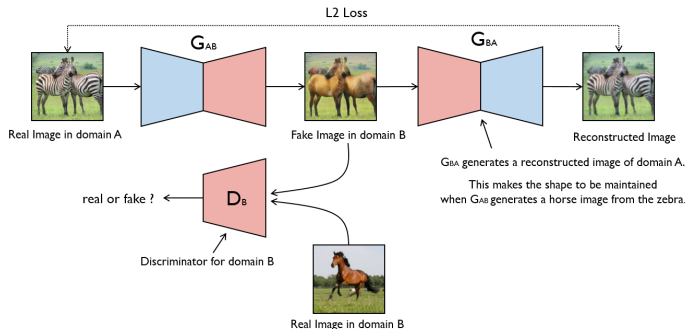 L2 Loss
GAB
GBA
Real Image in domain A
Fake Image in domain B
Reconstructed Image
GBA generates a reconstructed image of domain A.
This makes the shape to be maintained
when GAB generates a horse image from the zebra.
real or fake ?
DB
Discriminator for domain B
Real Image in domain B